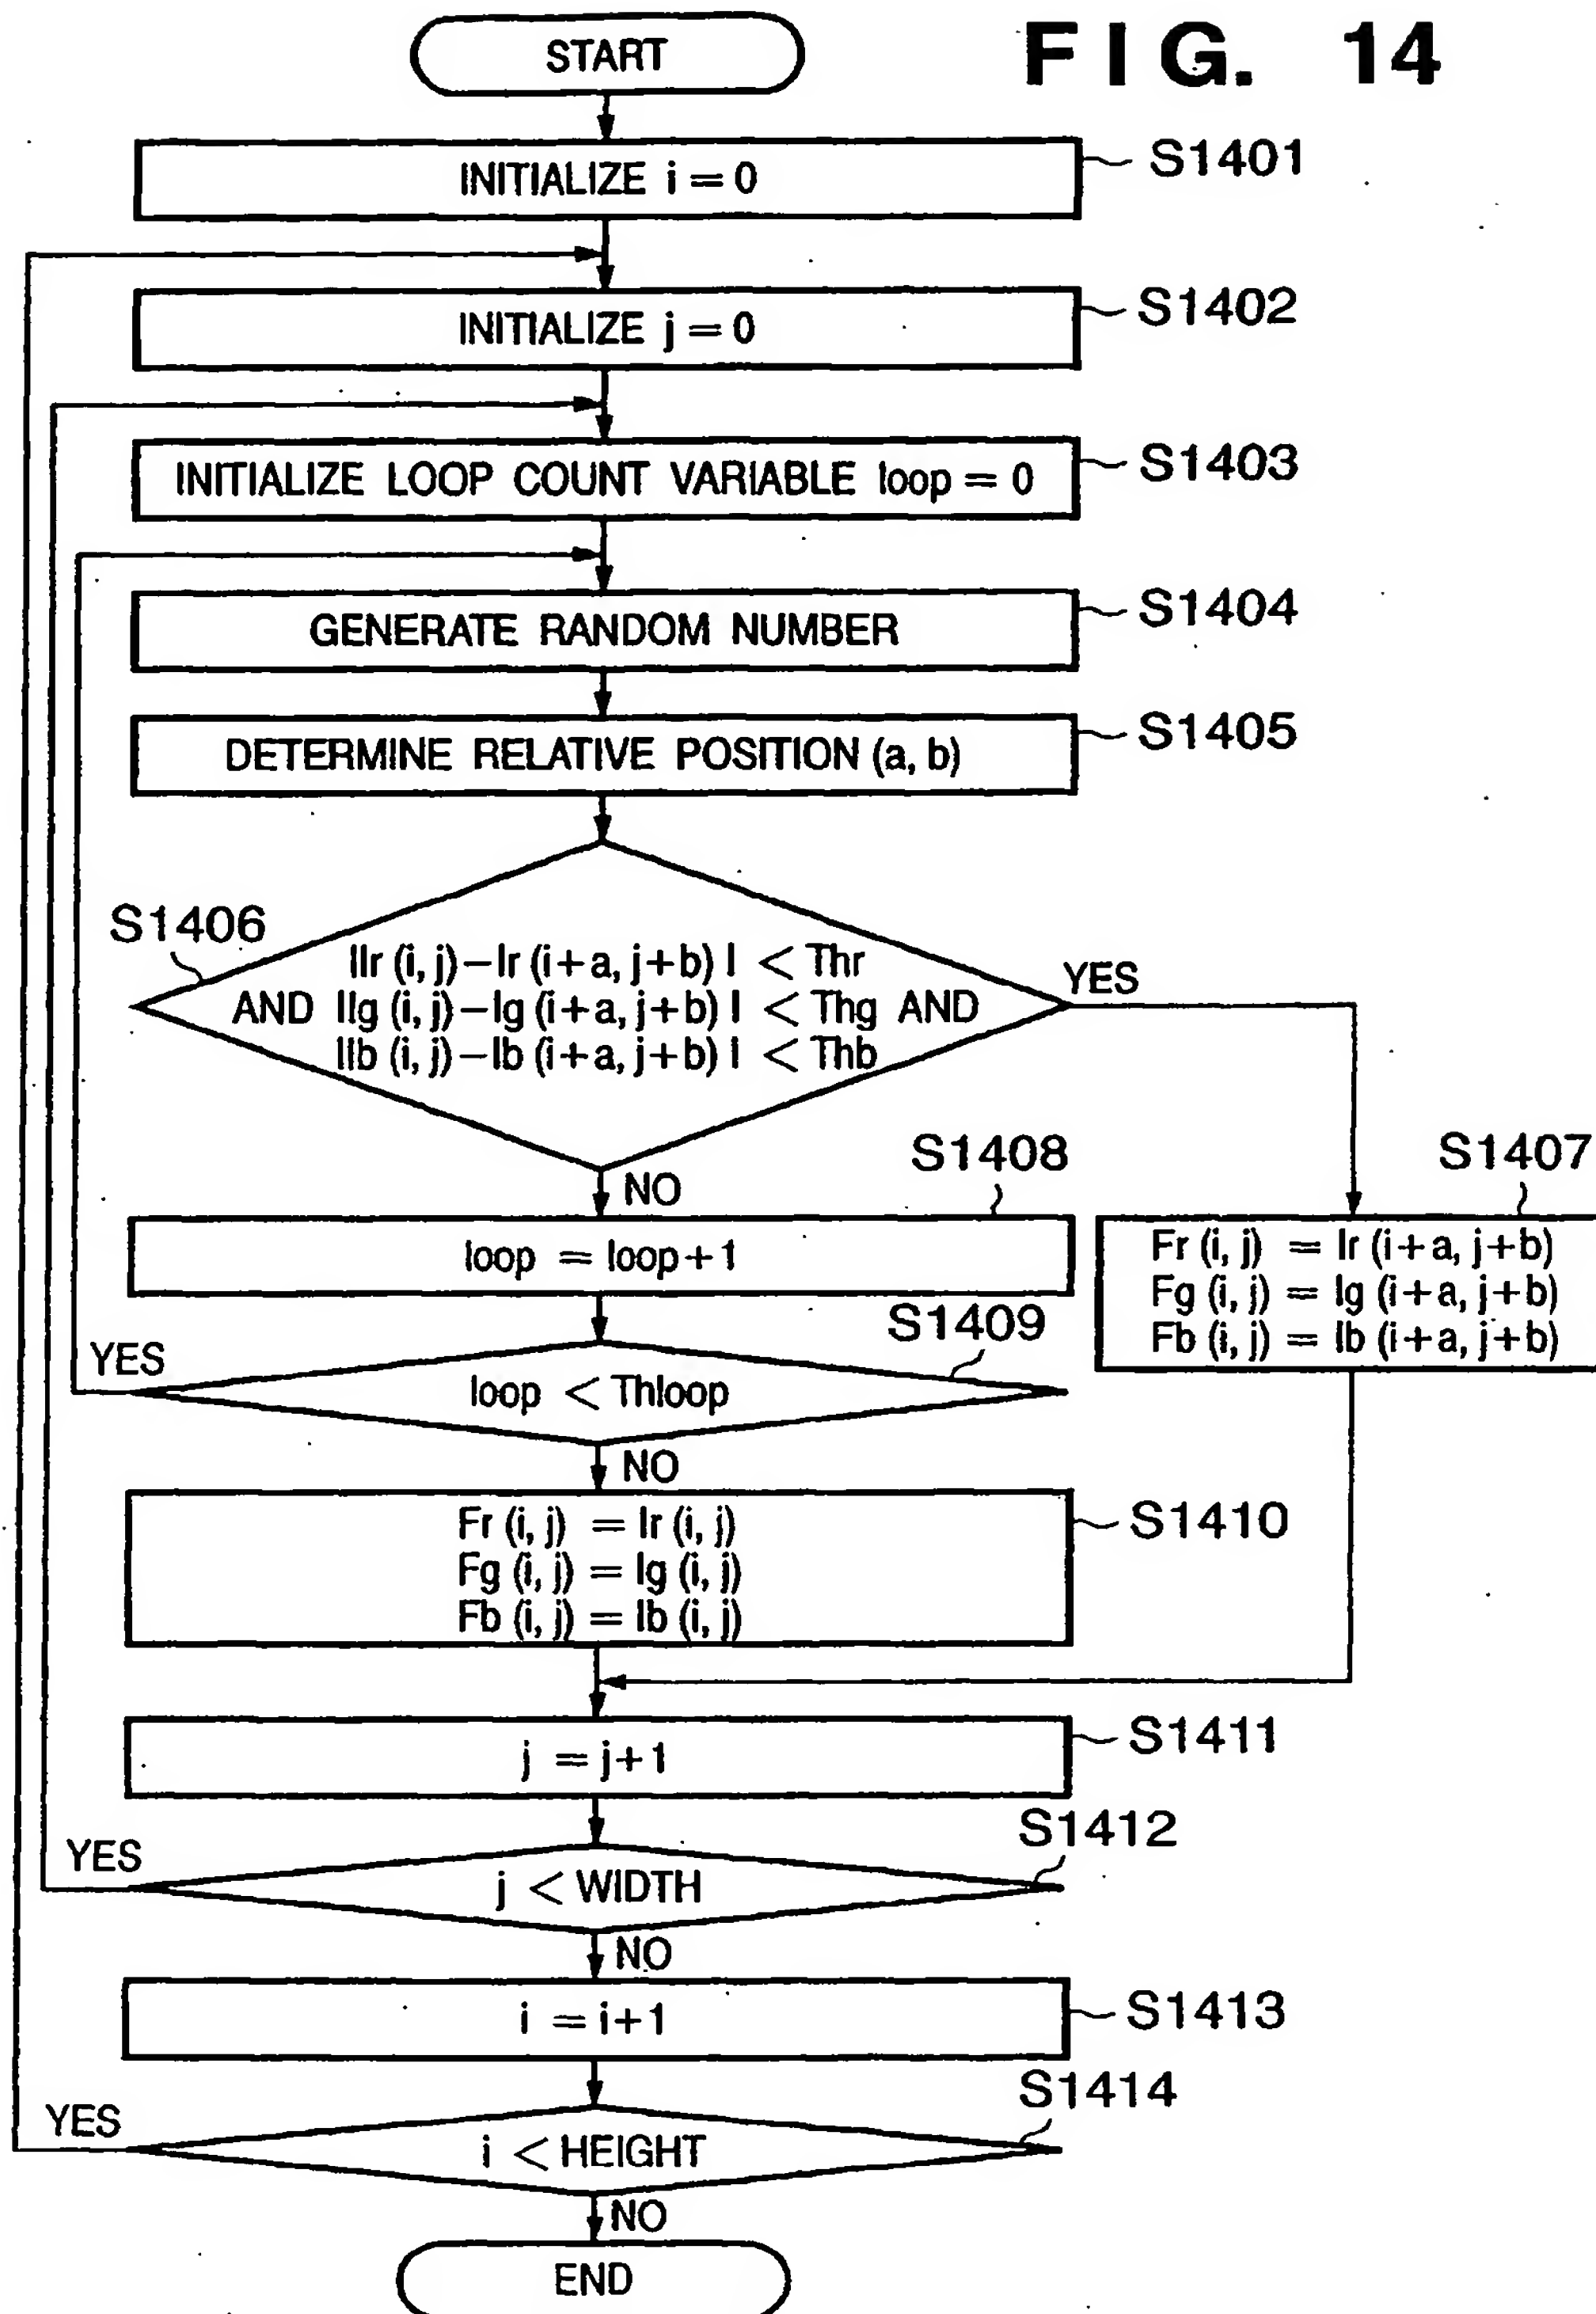 START
FIG. 14
INITIALIZE i = 0
S1401
INITIALIZE j = 0
S1402
INITIALIZE LOOP COUNT VARIABLE loop = 0
S1403
GENERATE RANDOM NUMBER
S1404
DETERMINE RELATIVE POSITION (a, b)
S1405
S1406
|Ir (i, j) − Ir (i+a, j+b) | < Thr
AND |Ig (i, j) − Ig (i+a, j+b) | < Thg AND
|Ib (i, j) − Ib (i+a, j+b) | < Thb
YES
NO
S1408
loop = loop+1
S1407
Fr (i, j) = Ir (i+a, j+b)
Fg (i, j) = Ig (i+a, j+b)
Fb (i, j) = Ib (i+a, j+b)
S1409
YES
loop < Thloop
NO
Fr (i, j) = Ir (i, j)
Fg (i, j) = Ig (i, j)
Fb (i, j) = Ib (i, j)
S1410
j = j+1
S1411
S1412
YES
j < WIDTH
NO
i = i+1
S1413
S1414
YES
i < HEIGHT
NO
END